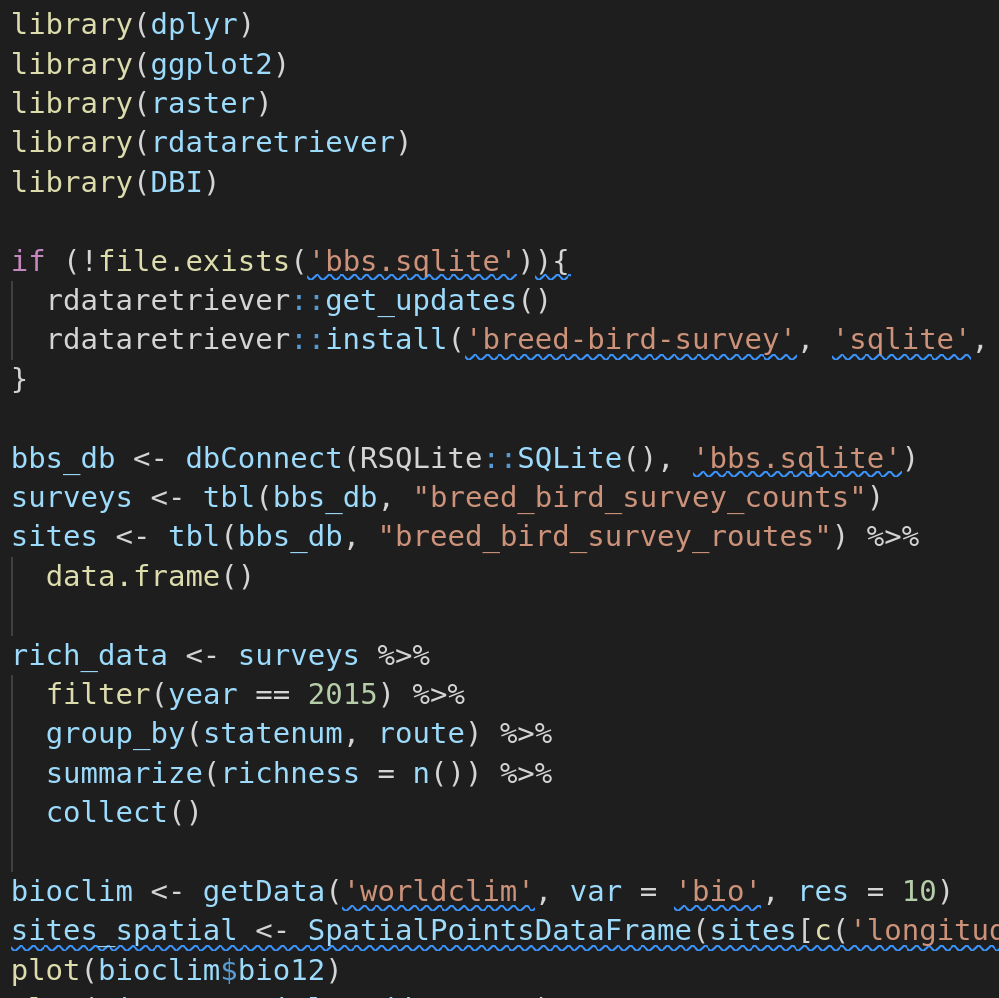 library(dplyr)
library(ggplot2)
library(raster)
library(rdataretriever)
library(DBI)
if (!file.exists('bbs.sqlite')){
rdataretriever::get_updates()
rdataretriever::install('breed-bird-survey', 'sqlite',
}
bbs_db <- dbConnect(RSQLite::SQLite(), 'bbs.sqlite')
surveys <- tbl(bbs_db, "breed_bird_survey_counts")
sites <- tbl(bbs_db, "breed_bird_survey_routes") %>%
data.frame()
rich_data <- surveys %>%
filter(year == 2015) %>%
group_by(statenum, route) %>%
summarize(richness = n()) %>%
collect()
bioclim <- getData('worldclim', var = 'bio', res = 10)
sites_spatial <- SpatialPointsDataFrame(sites[c('longitud
plot(bioclim$bio12)